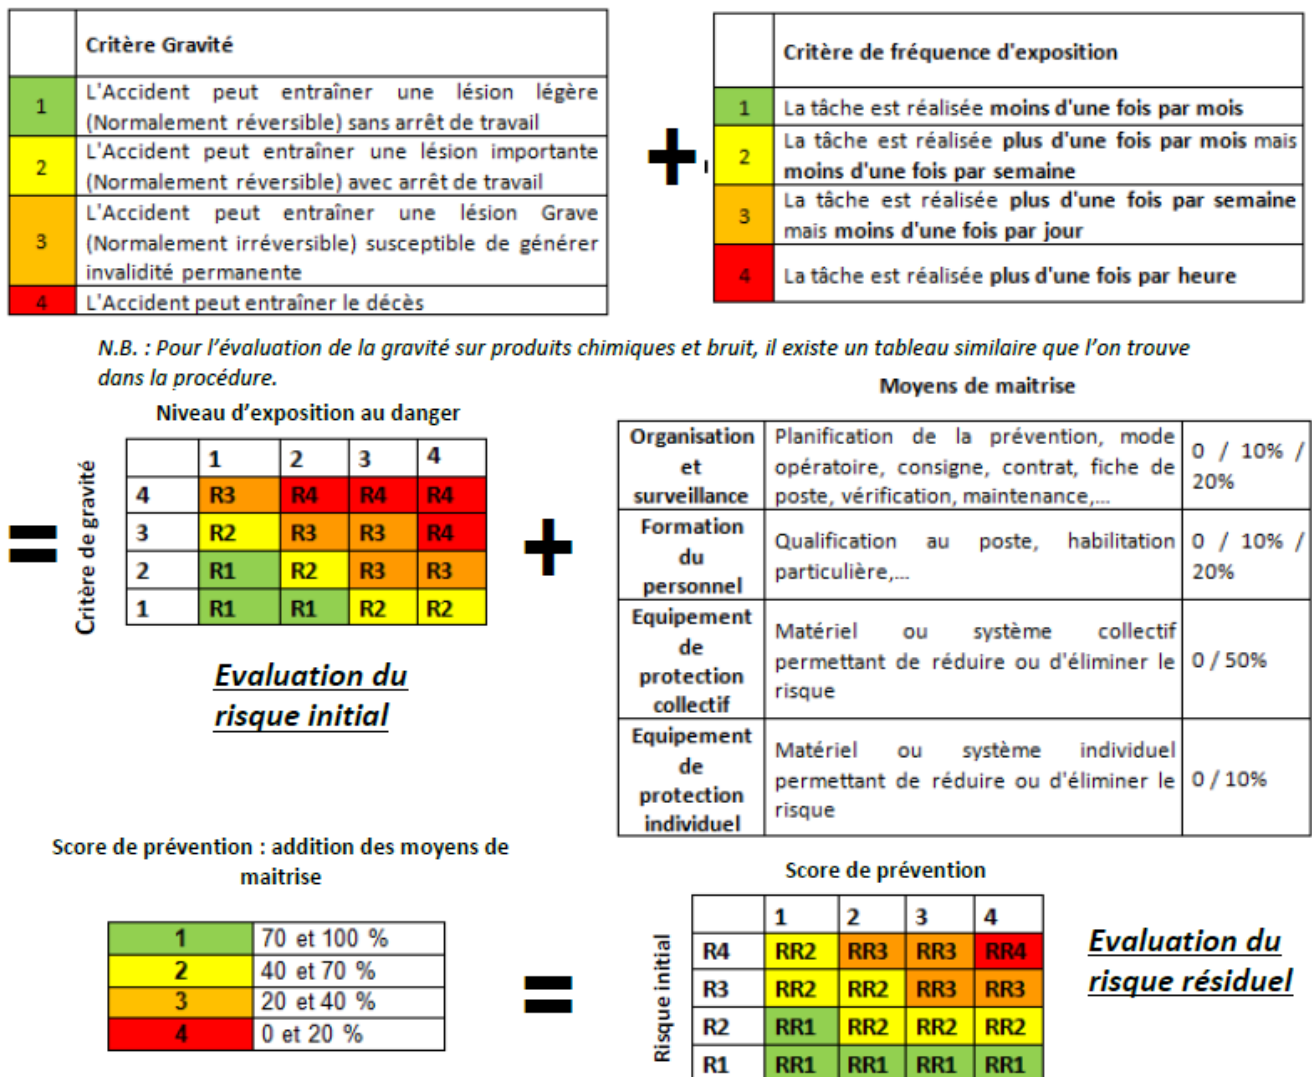 Critère Gravité
1 L'Accident peut entraîner une lésion légère
(Normalement réversible) sans arrêt de travail
2 L'Accident peut entraîner une lésion importante
(Normalement réversible) avec arrêt de travail
3 L'Accident peut entraîner une lésion Grave
(Normalement irréversible) susceptible de générer
invalidité permanente
4 L'Accident peut entraîner le décès
+
Critère de fréquence d'exposition
1 La tâche est réalisée moins d'une fois par mois
2 La tâche est réalisée plus d'une fois par mois mais
moins d'une fois par semaine
3 La tâche est réalisée plus d'une fois par semaine
mais moins d'une fois par jour
4 La tâche est réalisée plus d'une fois par heure
N.B. : Pour l'évaluation de la gravité sur produits chimiques et bruit, il existe un tableau similaire que l'on trouve
dans la procédure.
=
Niveau d'exposition au danger
Critère de gravité
1 2 3 4
4 R3 R4 R4 R4
3 R2 R3 R3 R4
2 R1 R2 R3 R3
1 R1 R1 R2 R2
Evaluation du
risque initial
+
Moyens de maitrise
Organisation
et
surveillance
Planification de la prévention, mode
opératoire, consigne, contrat, fiche de
poste, vérification, maintenance,...
0 / 10% /
20%
Formation
du
personnel
Qualification au poste, habilitation
particulière,...
0 / 10% /
20%
Equipement
de
protection
collectif
Matériel ou système collectif
permettant de réduire ou d'éliminer le
risque
0 / 50%
Equipement
de
protection
individuel
Matériel ou système individuel
permettant de réduire ou d'éliminer le
risque
0 / 10%
Score de prévention : addition des moyens de
maitrise
1 70 et 100 %
2 40 et 70 %
3 20 et 40 %
4 0 et 20 %
=
Score de prévention
Risque initial
1 2 3 4
R4 RR2 RR3 RR3 RR4
R3 RR2 RR2 RR3 RR3
R2 RR1 RR2 RR2 RR2
R1 RR1 RR1 RR1 RR1
Evaluation du
risque résiduel